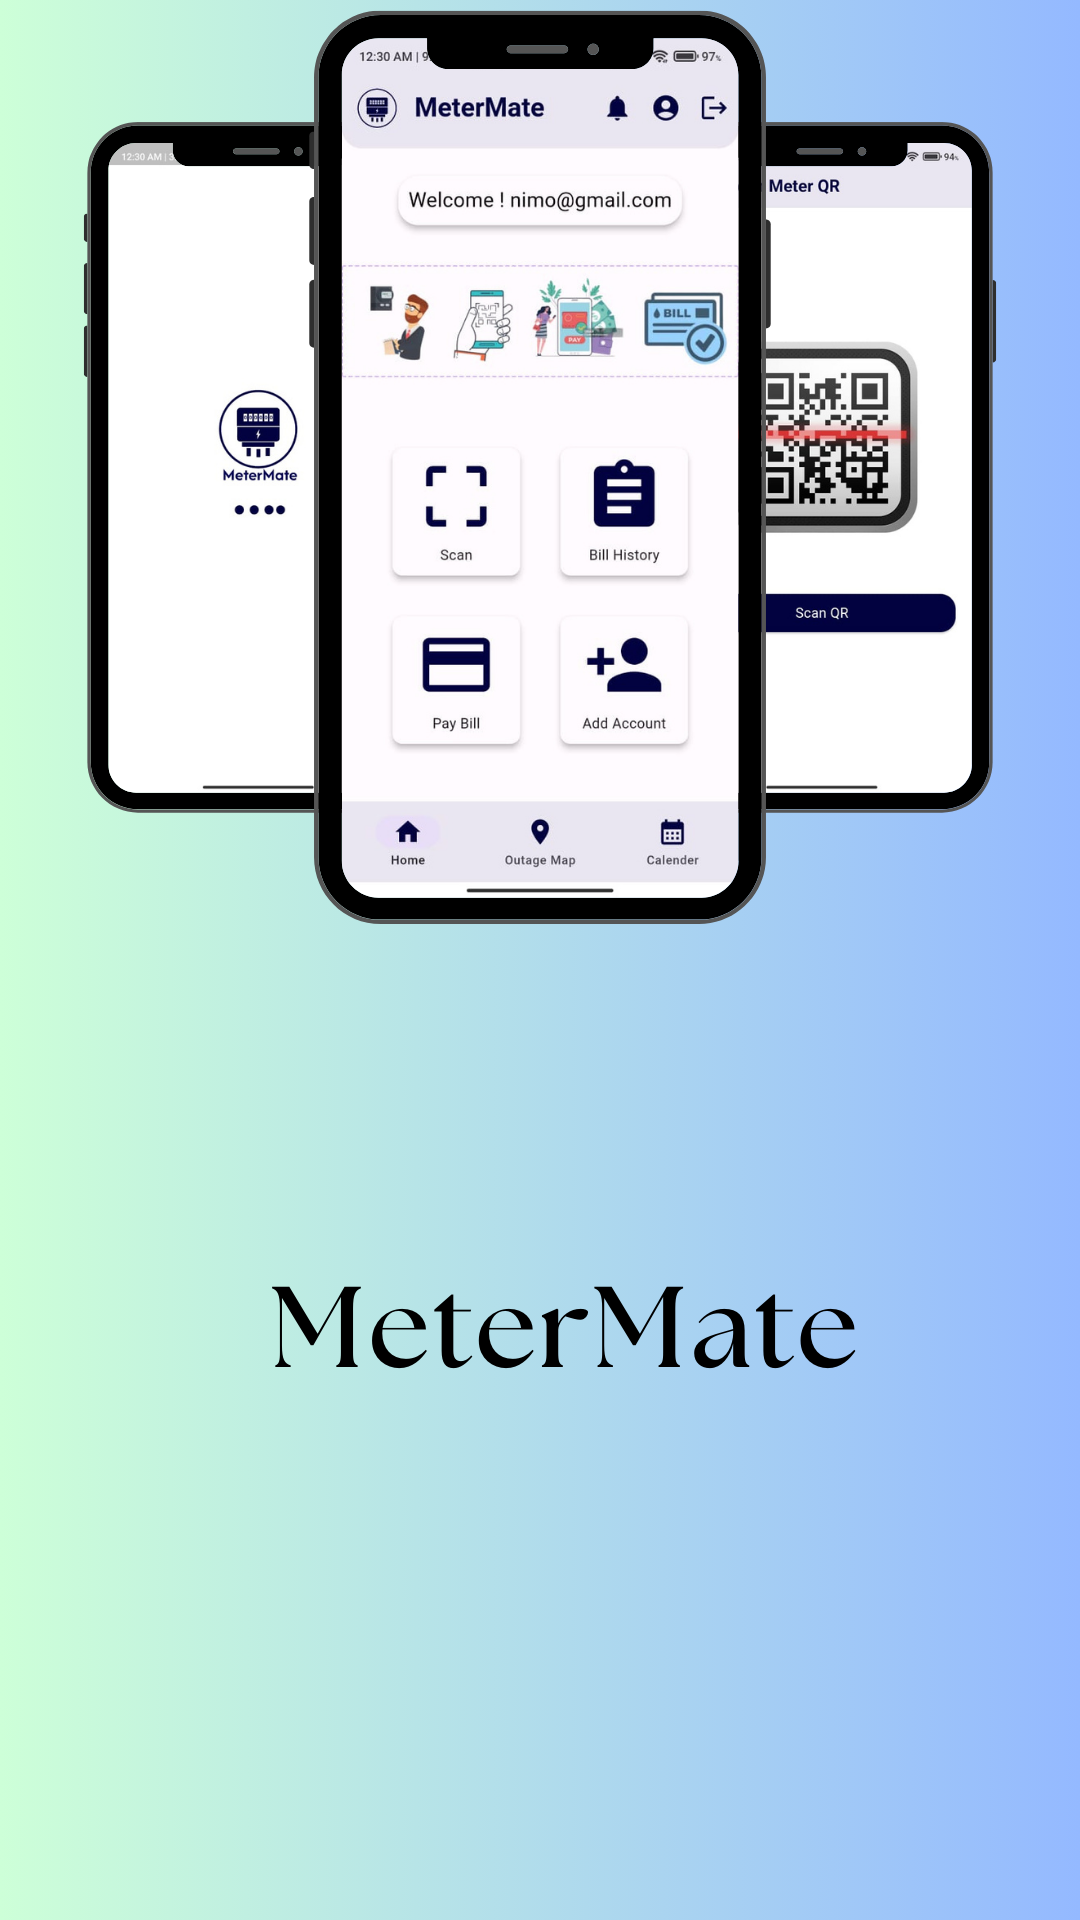 12:30 AM | 9
97%
MeterMate
Welcome ! nimo@gmail.com
PAY
BILL
Scan
Bill History
Pay Bill
Add Account
Home
Outage Map
Calender
12:30 AM | 3
MeterMate
94%
Meter QR
Scan QR
MeterMate